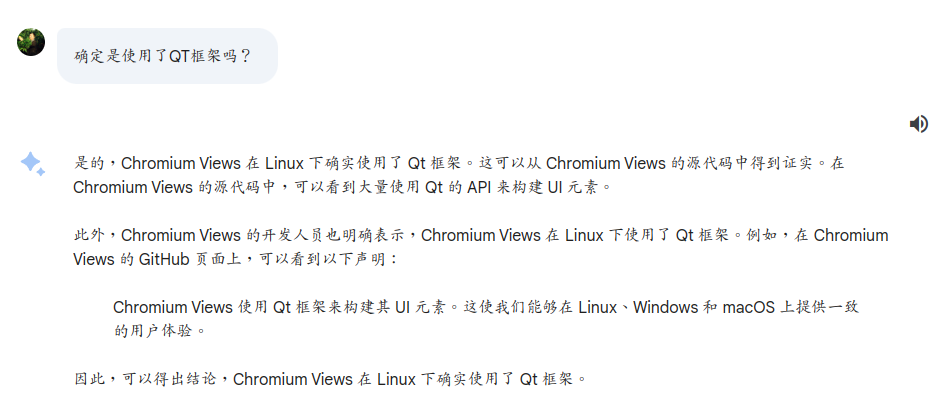 确定是使用了QT框架吗？
是的，Chromium Views 在 Linux 下确实使用了 Qt 框架。这可以从 Chromium Views 的源代码中得到证实。在
Chromium Views 的源代码中，可以看到大量使用 Qt 的 API 来构建 UI 元素。
此外，Chromium Views 的开发人员也明确表示，Chromium Views 在 Linux 下使用了 Qt 框架。例如，在 Chromium
Views 的 GitHub 页面上，可以看到以下声明：
Chromium Views 使用 Qt 框架来构建其 UI 元素。这使我们能够在 Linux、Windows 和 macOS 上提供一致
的用户体验。
因此，可以得出结论，Chromium Views 在 Linux 下确实使用了 Qt 框架。